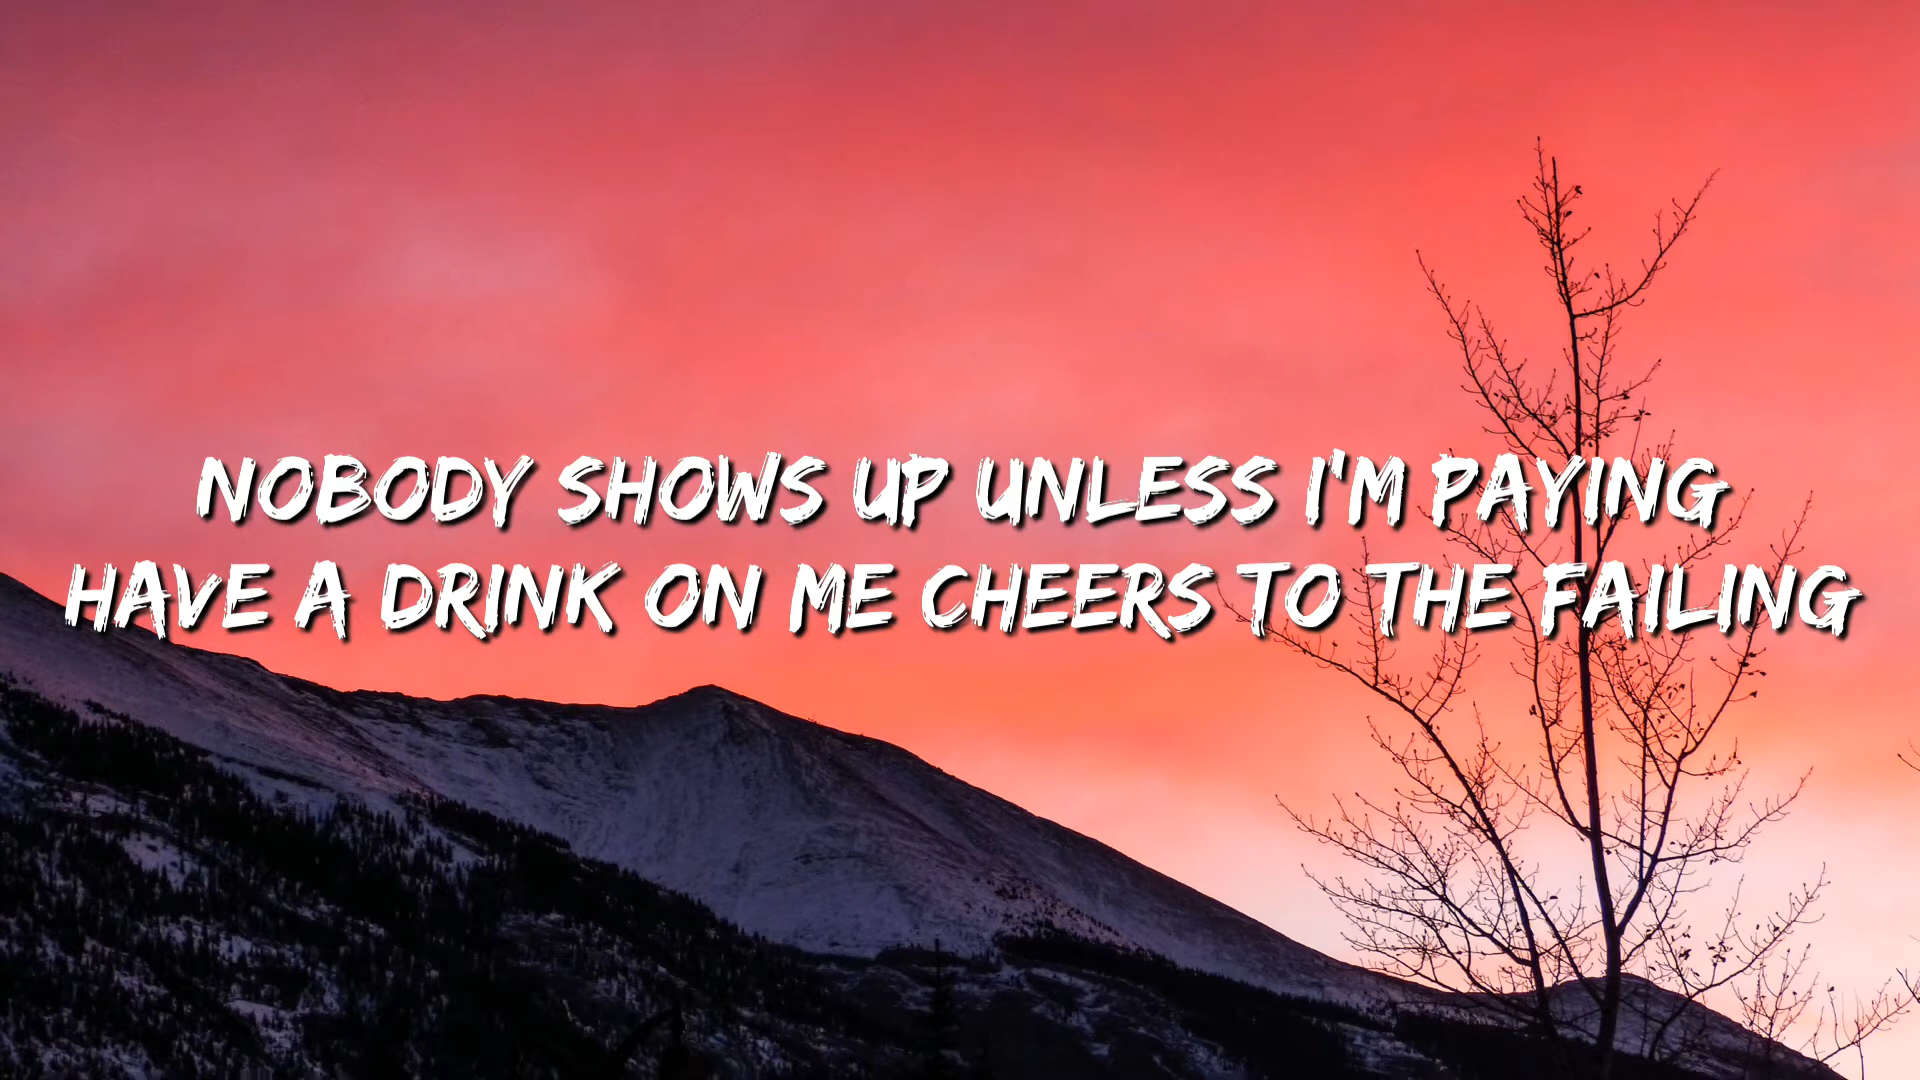 NOBODY SHOWS UP UNLESS I'M PAYING
HAVE A DRINK ON ME CHEERS TO THE FAILING